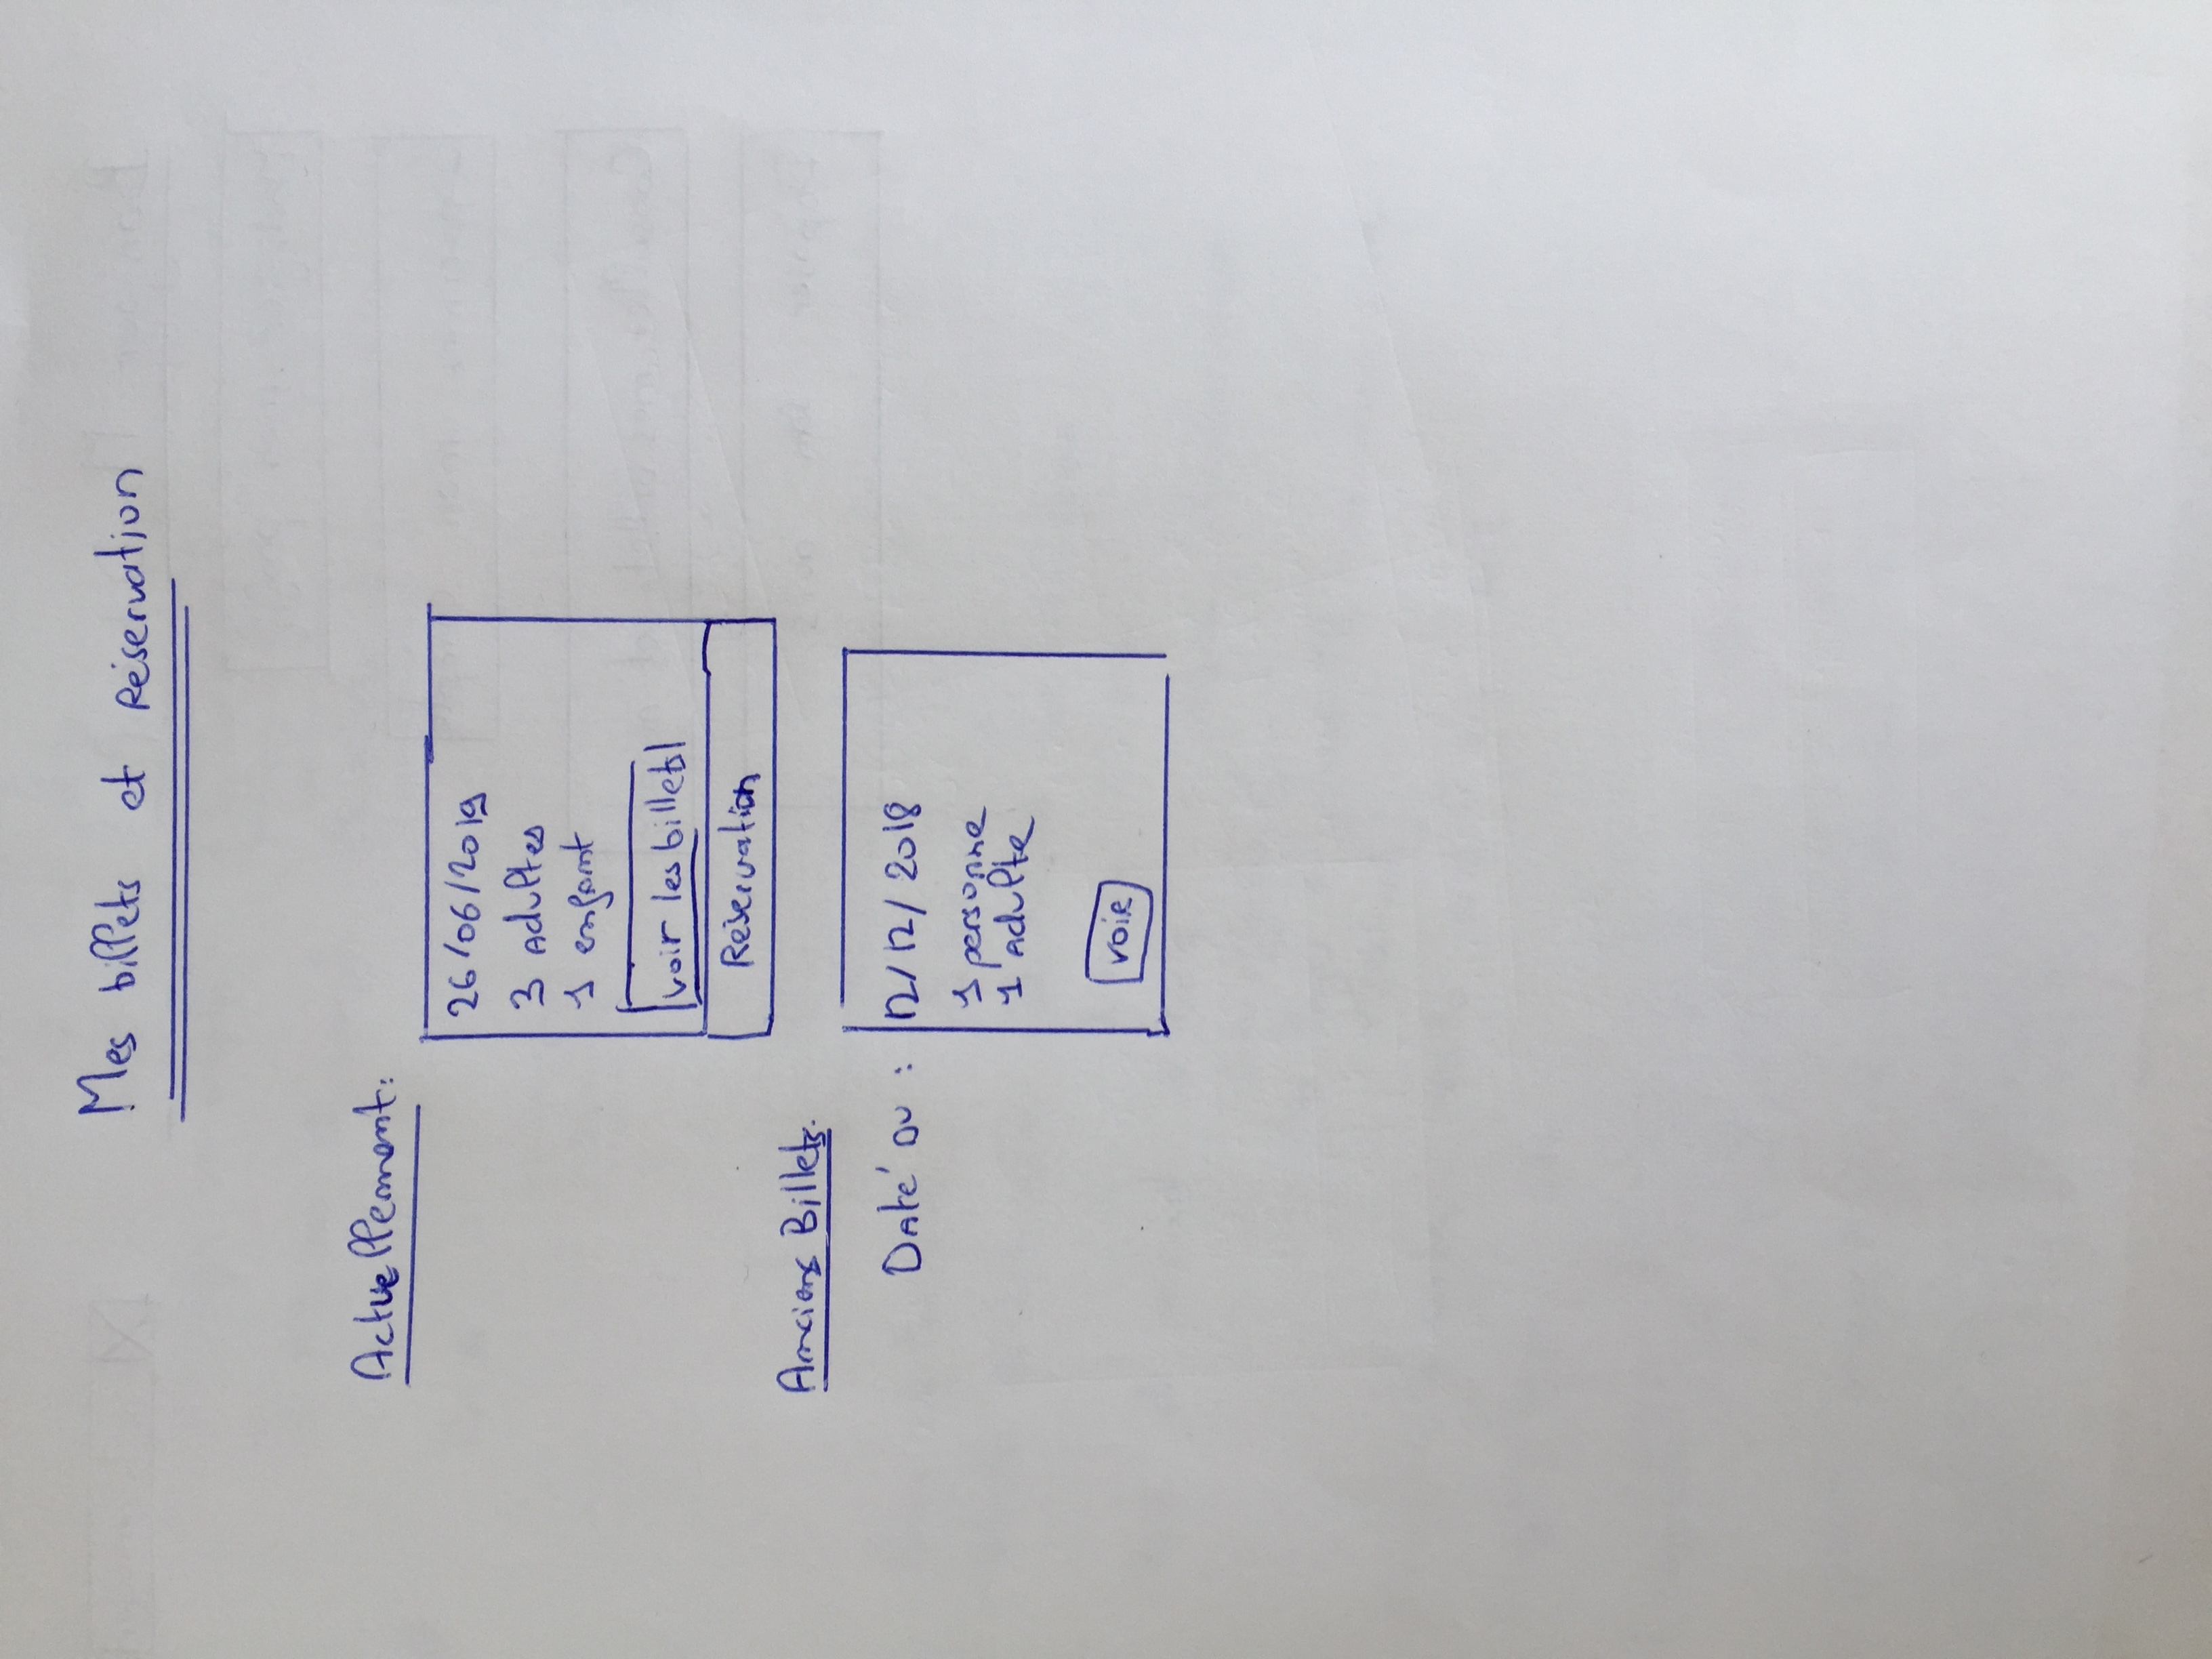 Mes billets et Réservation
Actuellement:
26/06/2019
3 adultes
1 enfant
voir les billets
Réservation
Anciens Billets.
Daté du :
12/12/2018
1 personne
1 adulte
voir